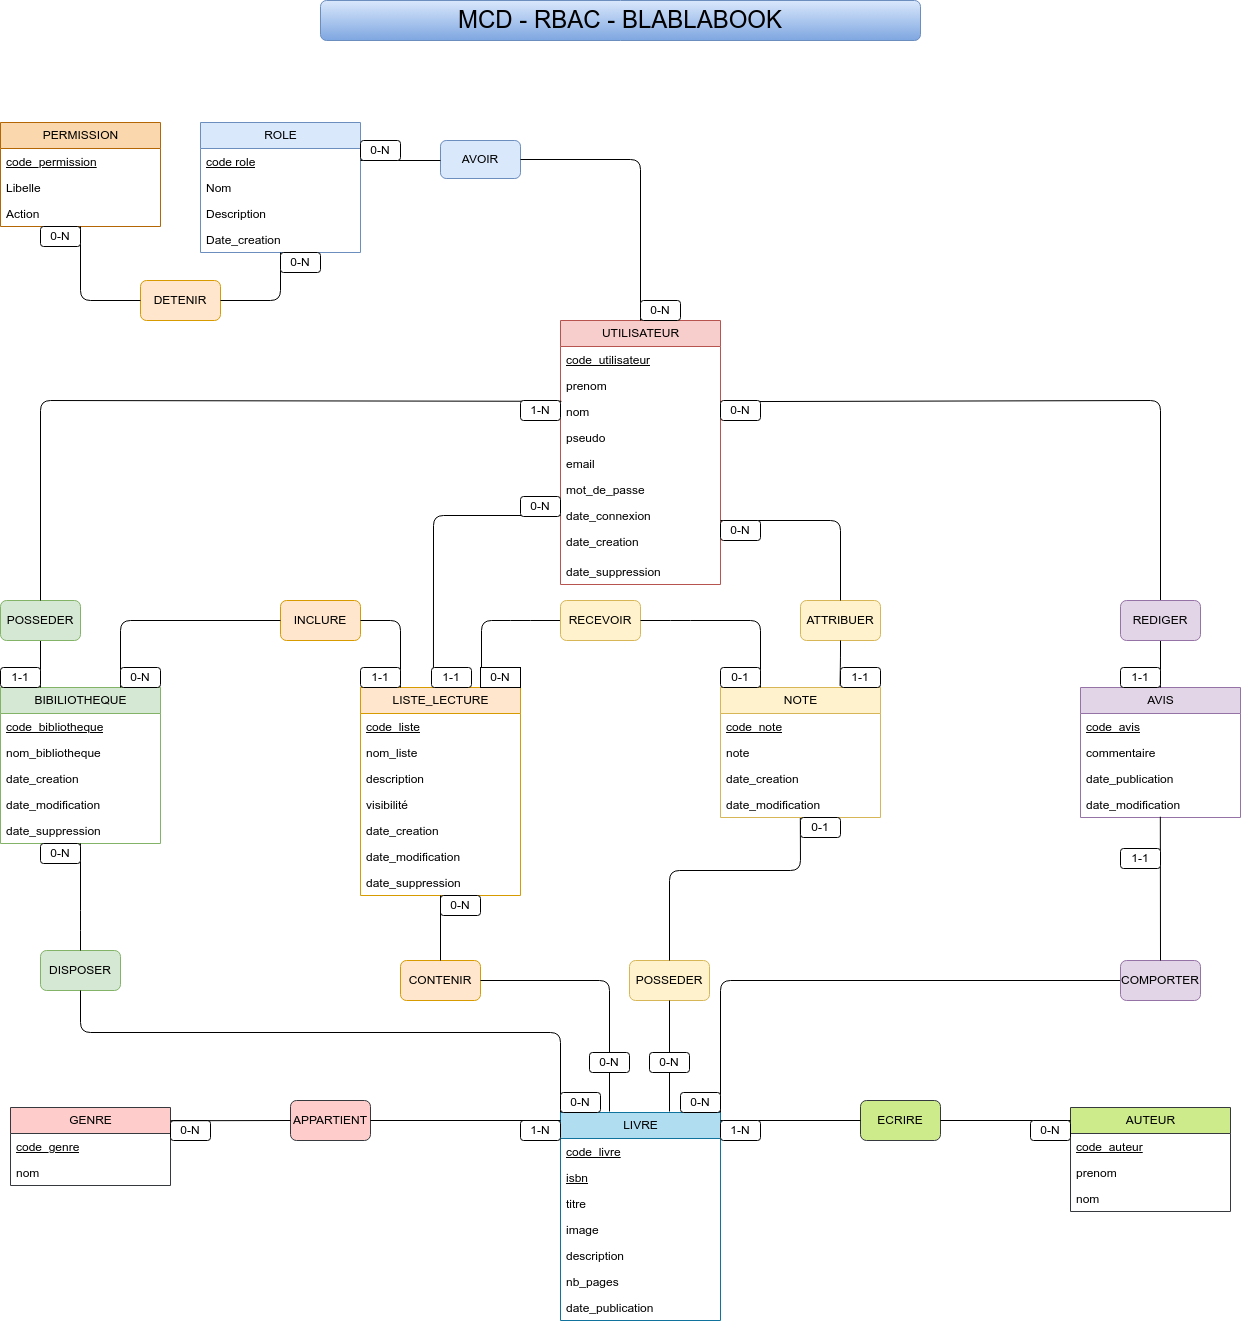 MCD - RBAC - BLABLABOOK
PERMISSION
code_permission
Libelle
Action
0-N
ROLE
code role
Nom
Description
Date_creation
0-N
0-N
AVOIR
DETENIR
0-N
UTILISATEUR
code_utilisateur
prenom
nom
pseudo
email
mot_de_passe
date_connexion
date_creation
date_suppression
1-N
0-N
0-N
0-N
POSSEDER
INCLURE
RECEVOIR
ATTRIBUER
REDIGER
1-1
0-N
1-1
1-1
0-N
0-1
1-1
1-1
BIBILIOTHEQUE
code_bibliotheque
nom_bibliotheque
date_creation
date_modification
date_suppression
0-N
LISTE_LECTURE
code_liste
nom_liste
description
visibilité
date_creation
date_modification
date_suppression
0-N
NOTE
code_note
note
date_creation
date_modification
0-1
AVIS
code_avis
commentaire
date_publication
date_modification
1-1
DISPOSER
CONTENIR
POSSEDER
COMPORTER
0-N
0-N
0-N
0-N
GENRE
code_genre
nom
0-N
APPARTIENT
1-N
LIVRE
code_livre
isbn
titre
image
description
nb_pages
date_publication
1-N
ECRIRE
0-N
AUTEUR
code_auteur
prenom
nom